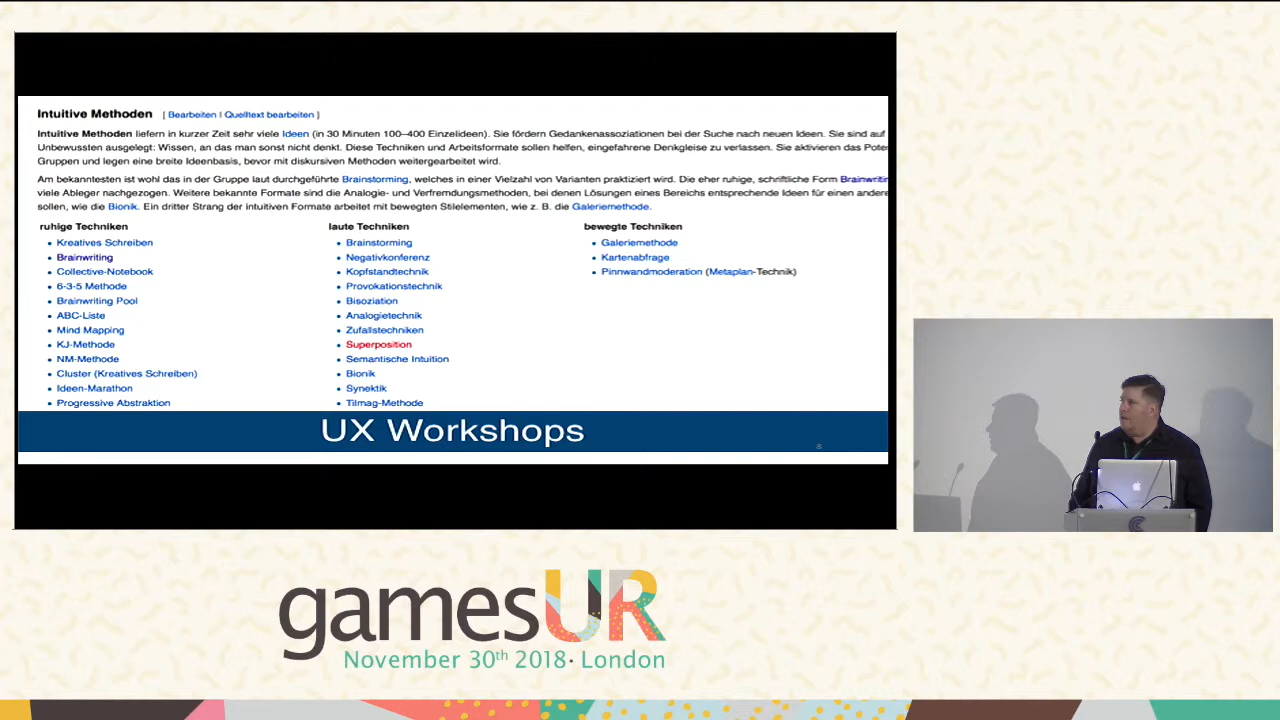 Intuitive Methoden [ Bearbeiten | Quelltext bearbeiten ]
Intuitive Methoden liefern in kurzer Zeit sehr viele Ideen (in 30 Minuten 100–400 Einzelideen). Sie fördern Gedankenassoziationen bei der Suche nach neuen Ideen. Sie sind auf
Unbewussten ausgelegt: Wissen, an das man sonst nicht denkt. Diese Techniken und Arbeitsformate sollen helfen, eingefahrene Denkgleise zu verlassen. Sie aktivieren das Pote
Gruppen und legen eine breite Ideenbasis, bevor mit diskursiven Methoden weitergearbeitet wird.
Am bekanntesten ist wohl das in der Gruppe laut durchgeführte Brainstorming, welches in einer Vielzahl von Varianten praktiziert wird. Die eher ruhige, schriftliche Form Brainwritin
viele Ableger nachgezogen. Weitere bekannte Formate sind die Analogie- und Verfremdungsmethoden, bei denen Lösungen eines Bereichs entsprechende Ideen für einen andere
sollen, wie die Bionik. Ein dritter Strang der intuitiven Formate arbeitet mit bewegten Stilelementen, wie z. B. die Galeriemethode.
ruhige Techniken
Kreatives Schreiben
Brainwriting
Collective-Notebook
6-3-5 Methode
Brainwriting Pool
ABC-Liste
Mind Mapping
KJ-Methode
NM-Methode
Cluster (Kreatives Schreiben)
Ideen-Marathon
Progressive Abstraktion
laute Techniken
Brainstorming
Negativkonferenz
Kopfstandtechnik
Provokationstechnik
Bisoziation
Analogietechnik
Zufallstechniken
Superposition
Semantische Intuition
Bionik
Synektik
Tilmag-Methode
bewegte Techniken
Galeriemethode
Kartenabfrage
Pinnwandmoderation (Metaplan-Technik)
UX Workshops
8
gamesUR
November 30th 2018· London